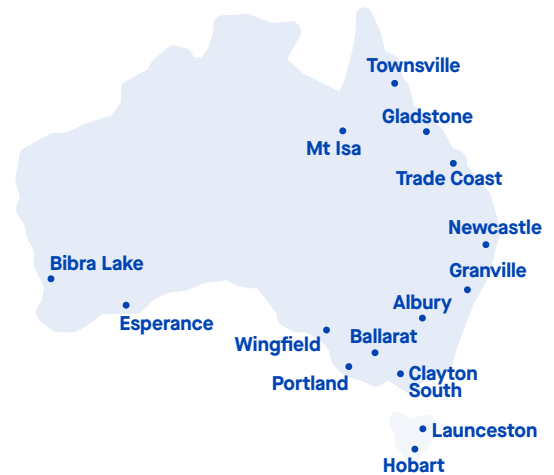 Townsville
Gladstone
Mt Isa
Trade Coast
Newcastle
Bibra Lake
Granville
Albury
Esperance
Ballarat
Wingfield
Portland
Clayton
South
Launceston
Hobart